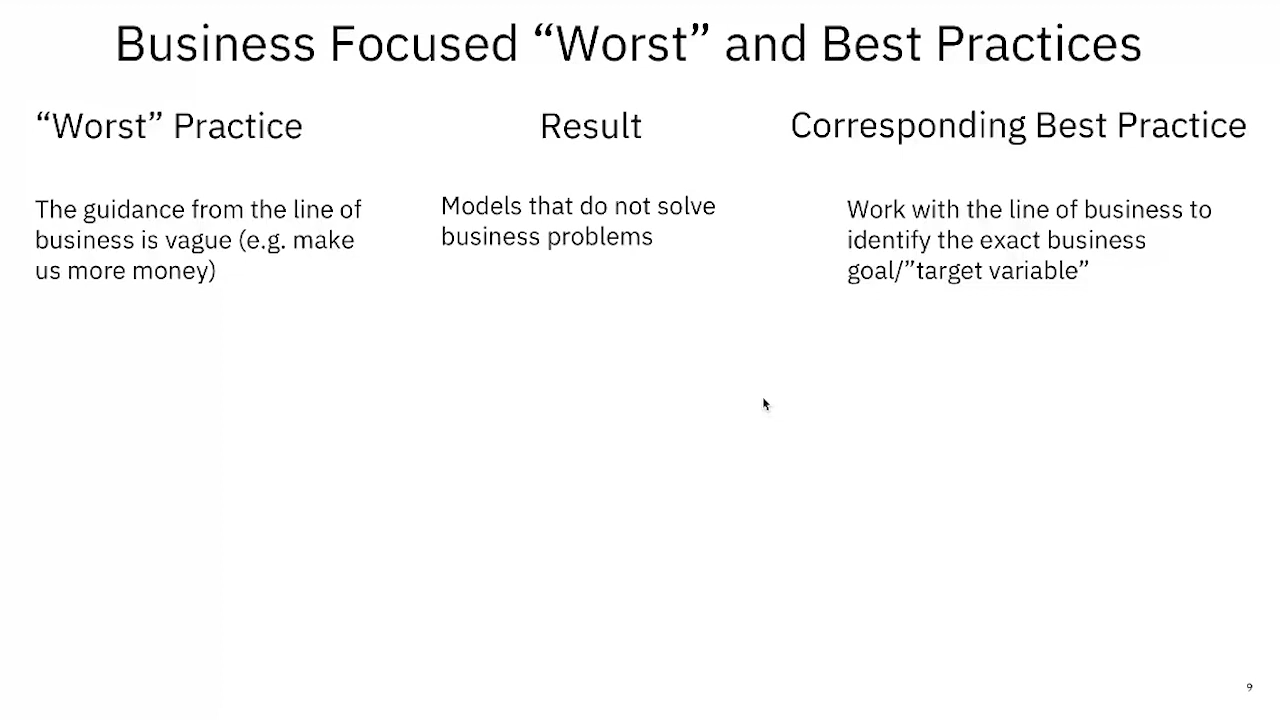 Business Focused “Worst” and Best Practices
“Worst” Practice
Result
Corresponding Best Practice
The guidance from the line of
business is vague (e.g. make
us more money)
Models that do not solve
business problems
Work with the line of business to
identify the exact business
goal/”target variable”
9